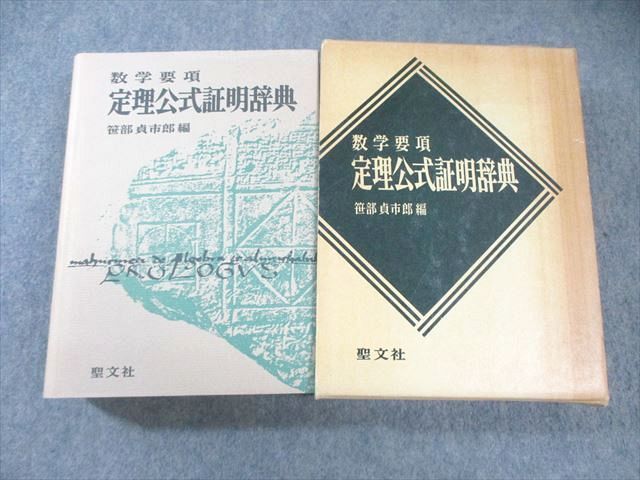 数学要項
定理公式証明辞典
笹部貞市郎編
PROLOGVS
聖文社
数学要項
定理公式証明辞典
笹部貞市郎編
聖文社